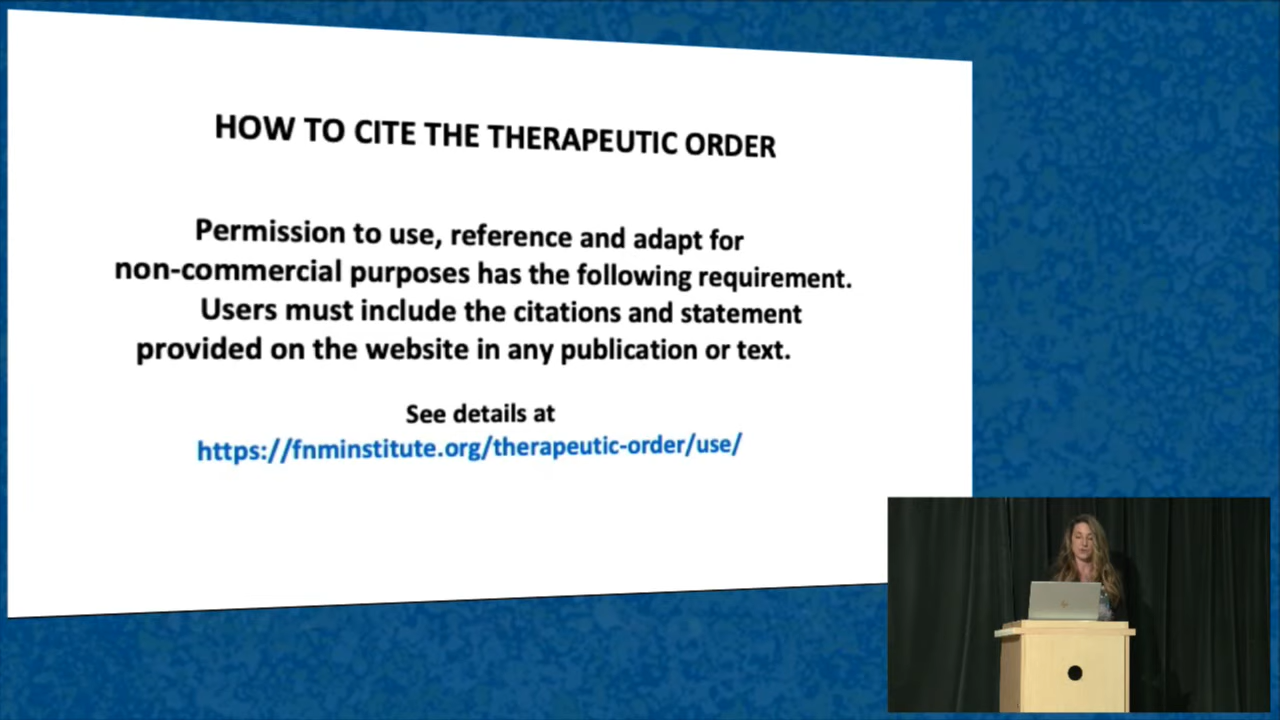 HOW TO CITE THE THERAPEUTIC ORDER
Permission to use, reference and adapt for
non-commercial purposes has the following requirement.
Users must include the citations and statement
provided on the website in any publication or text.
See details at
https://fnminstitute.org/therapeutic-order/use/